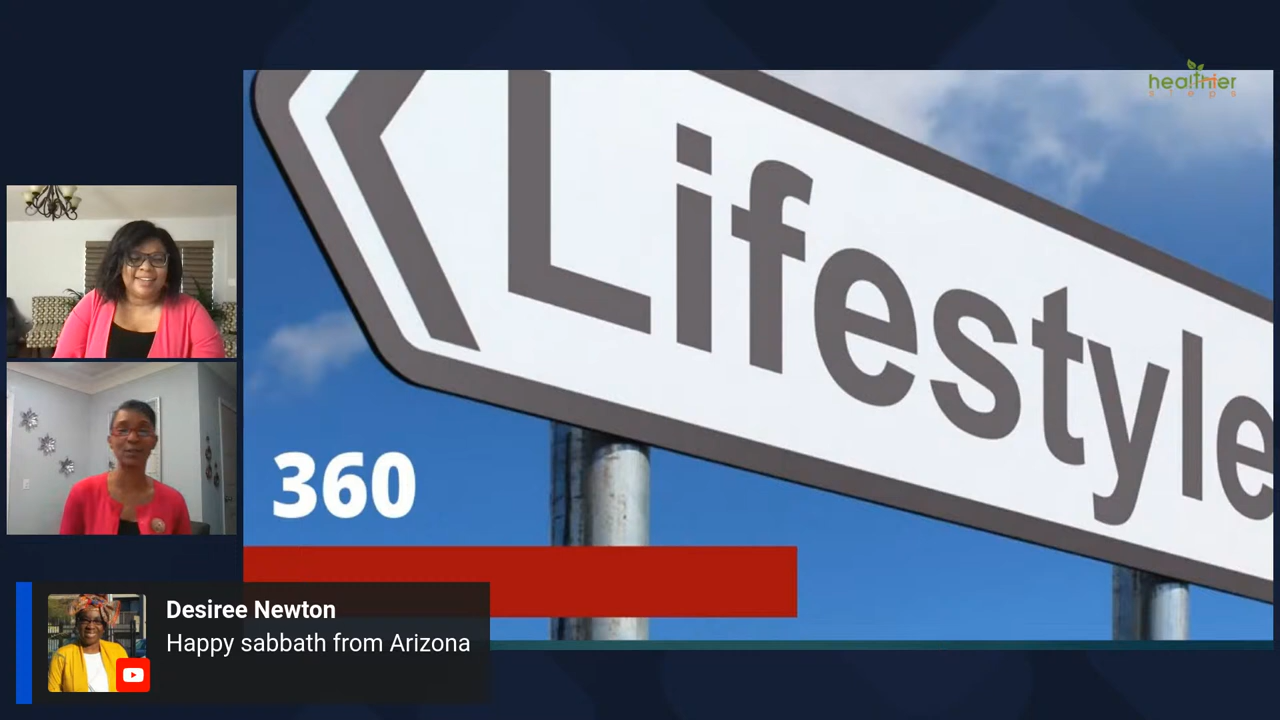 healthier
steps
Lifestyle
360
Desiree Newton
Happy sabbath from Arizona